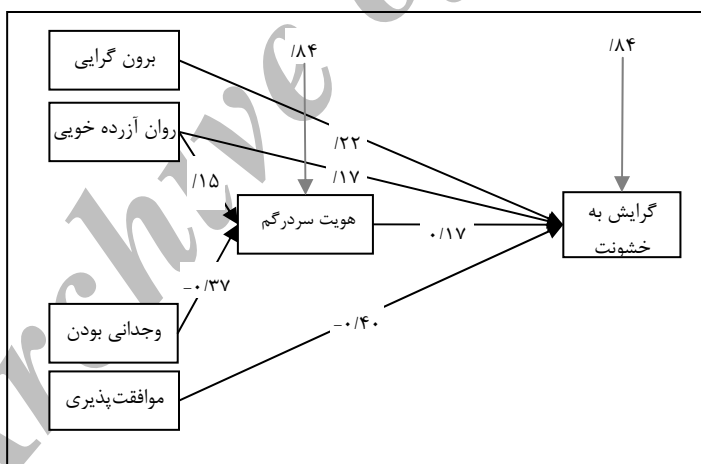 برون گرایی
/۸۴
/۸۴
روان آزرده خویی
/۲۲
/۱۷
/۱۵
هویت سردرگم
۰/۱۷
گرایش به
خشونت
-۰/۳۷
وجدانی بودن
-۰/۴۰
موافقت‌پذیری